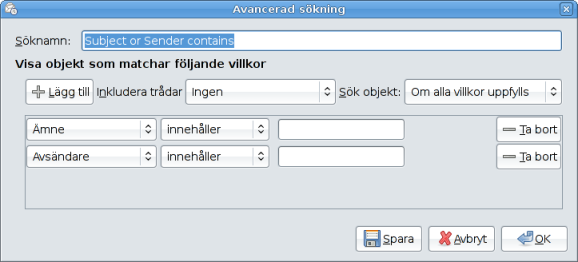 Avancerad sökning
Söknamn: Subject or Sender contains
Visa objekt som matchar följande villkor
Lägg till Inkludera trådar Ingen Sök objekt: Om alla villkor uppfylls
Ämne innehåller Ta bort
Avsändare innehåller Ta bort
Spara Avbryt OK